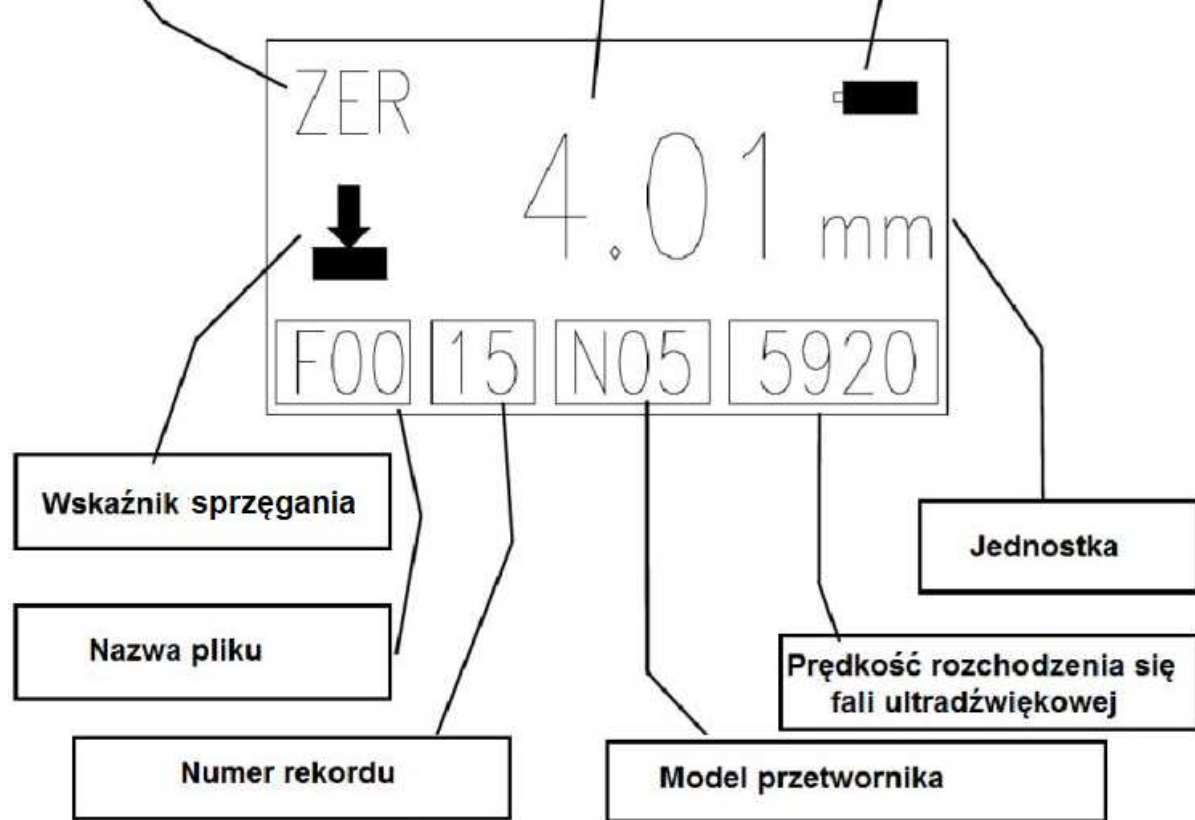 ZER
4.01 mm
F00 15 N05 5920
Wskaźnik sprzęgania
Jednostka
Nazwa pliku
Prędkość rozchodzenia się
fali ultradźwiękowej
Numer rekordu
Model przetwornika